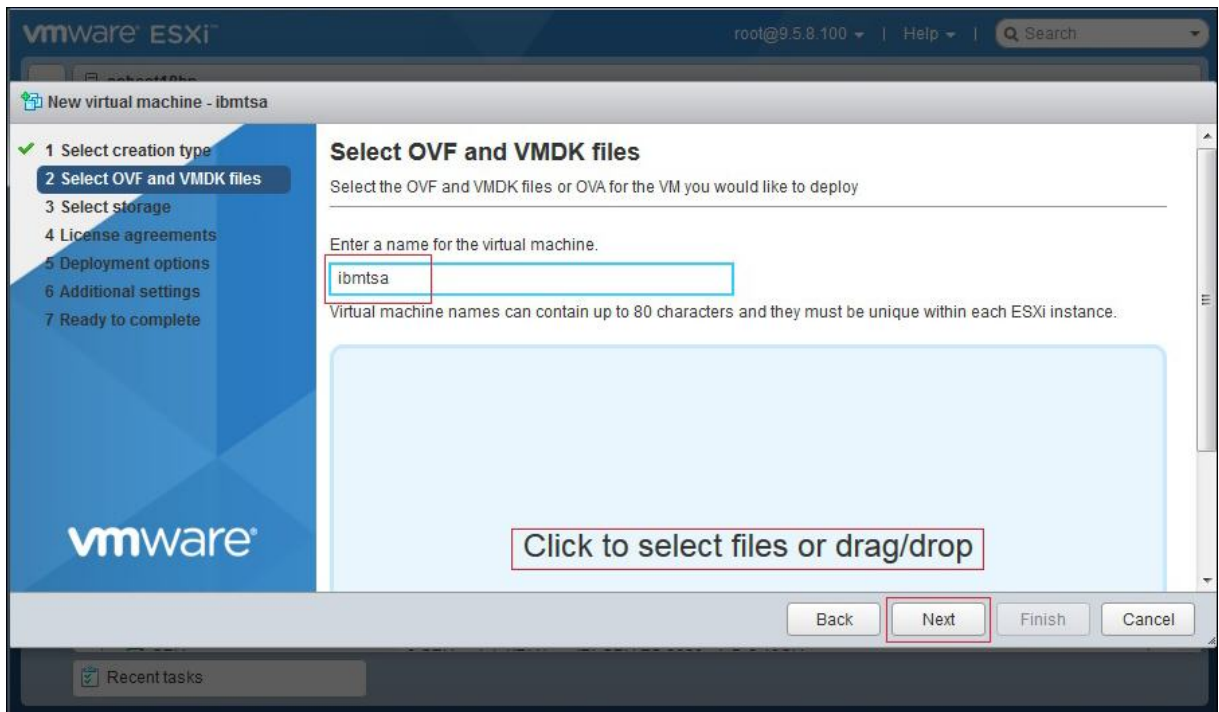 vmware ESXi™
root@9.5.8.100 | Help | Search
New virtual machine - ibmtsa
1 Select creation type
2 Select OVF and VMDK files
3 Select storage
4 License agreements
5 Deployment options
6 Additional settings
7 Ready to complete
vmware®
Select OVF and VMDK files
Select the OVF and VMDK files or OVA for the VM you would like to deploy
Enter a name for the virtual machine.
ibmtsa
Virtual machine names can contain up to 80 characters and they must be unique within each ESXi instance.
Click to select files or drag/drop
Back Next Finish Cancel
Recent tasks